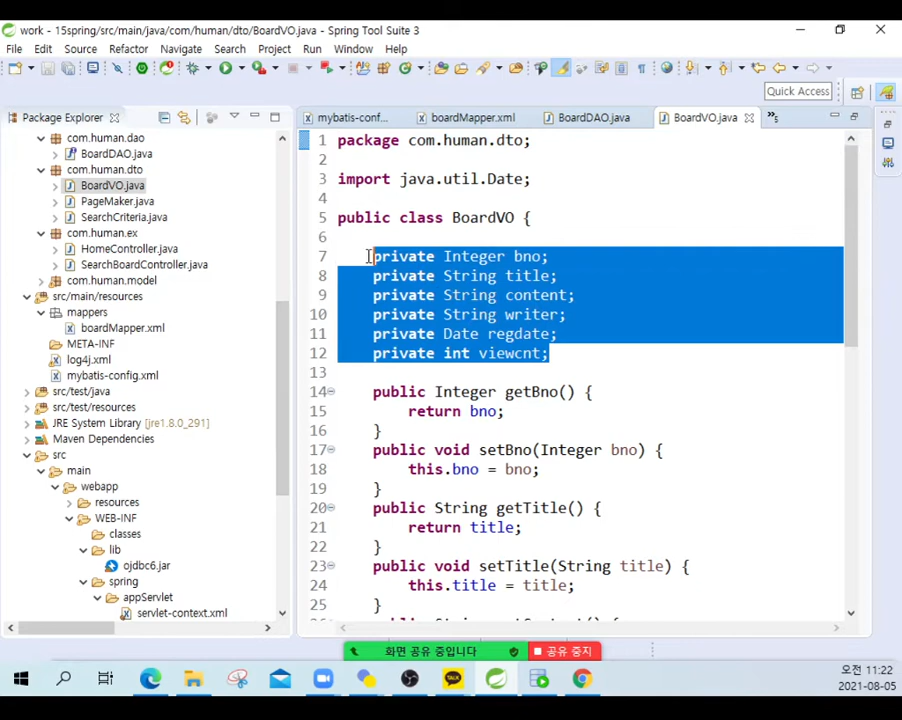 work - 15spring/src/main/java/com/human/dto/BoardVO.java - Spring Tool Suite 3
File Edit Source Refactor Navigate Search Project Run Window Help
Quick Access
Package Explorer
com.human.dao
BoardDAO.java
com.human.dto
BoardVO.java
PageMaker.java
SearchCriteria.java
com.human.ex
HomeController.java
SearchBoardController.java
com.human.model
src/main/resources
mappers
boardMapper.xml
META-INF
log4j.xml
mybatis-config.xml
src/test/java
src/test/resources
JRE System Library [jre1.8.0_291]
Maven Dependencies
src
main
webapp
resources
WEB-INF
classes
lib
ojdbc6.jar
spring
appServlet
servlet-context.xml
mybatis-conf... boardMapper.xml BoardDAO.java BoardVO.java »5
1 package com.human.dto;
2
3 import java.util.Date;
4
5 public class BoardVO {
6
7 private Integer bno;
8 private String title;
9 private String content;
10 private String writer;
11 private Date regdate;
12 private int viewcnt;
13
14 public Integer getBno() {
15 return bno;
16 }
17 public void setBno(Integer bno) {
18 this.bno = bno;
19 }
20 public String getTitle() {
21 return title;
22 }
23 public void setTitle(String title) {
24 this.title = title;
25 }
화면 공유 중입니다 공유 중지
TALK
오전 11:22
2021-08-05